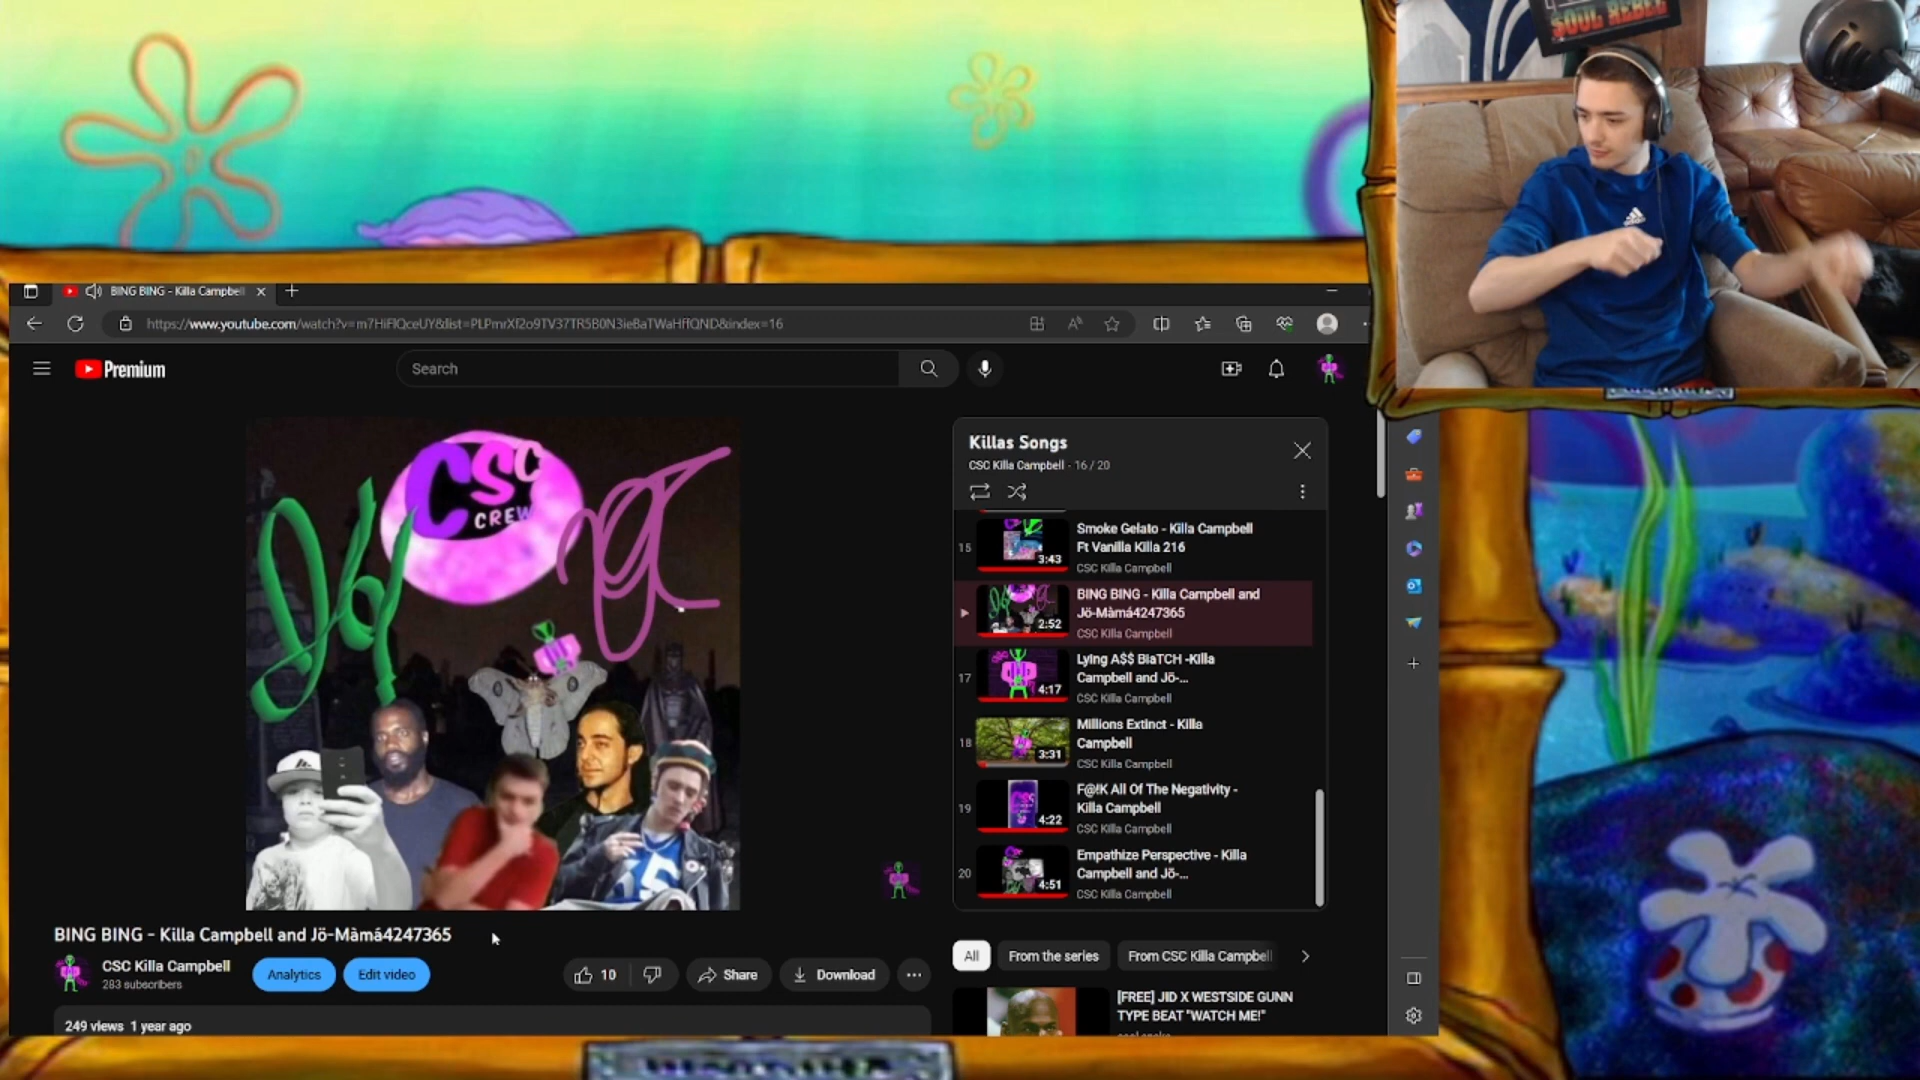 $OUL REBEL
BING BING - Killa Campbell
https://www.youtube.com/watch?v=m7HiFlQceUY&list=PLPmrXf2o9TV37TR5B0N3ieBaTWaHffQND&index=16
Premium
Search
CSC
CREW
Killas Songs
CSC Killa Campbell - 16 / 20
15
3:43
Smoke Gelato - Killa Campbell
Ft Vanilla Killa 216
CSC Killa Campbell
2:52
BING BING - Killa Campbell and
Jö-Màmá4247365
CSC Killa Campbell
17
4:17
Lying A$$ BiaTCH -Killa
Campbell and Jö-...
CSC Killa Campbell
18
3:31
Millions Extinct - Killa
Campbell
CSC Killa Campbell
19
4:22
F@!K All Of The Negativity -
Killa Campbell
CSC Killa Campbell
20
4:51
Empathize Perspective - Killa
Campbell and Jö-...
CSC Killa Campbell
BING BING - Killa Campbell and Jö-Màmá4247365
CSC Killa Campbell
283 subscribers
Analytics
Edit video
10
Share
Download
249 views 1 year ago
All
From the series
From CSC Killa Campbell
[FREE] JID X WESTSIDE GUNN
TYPE BEAT "WATCH ME!"